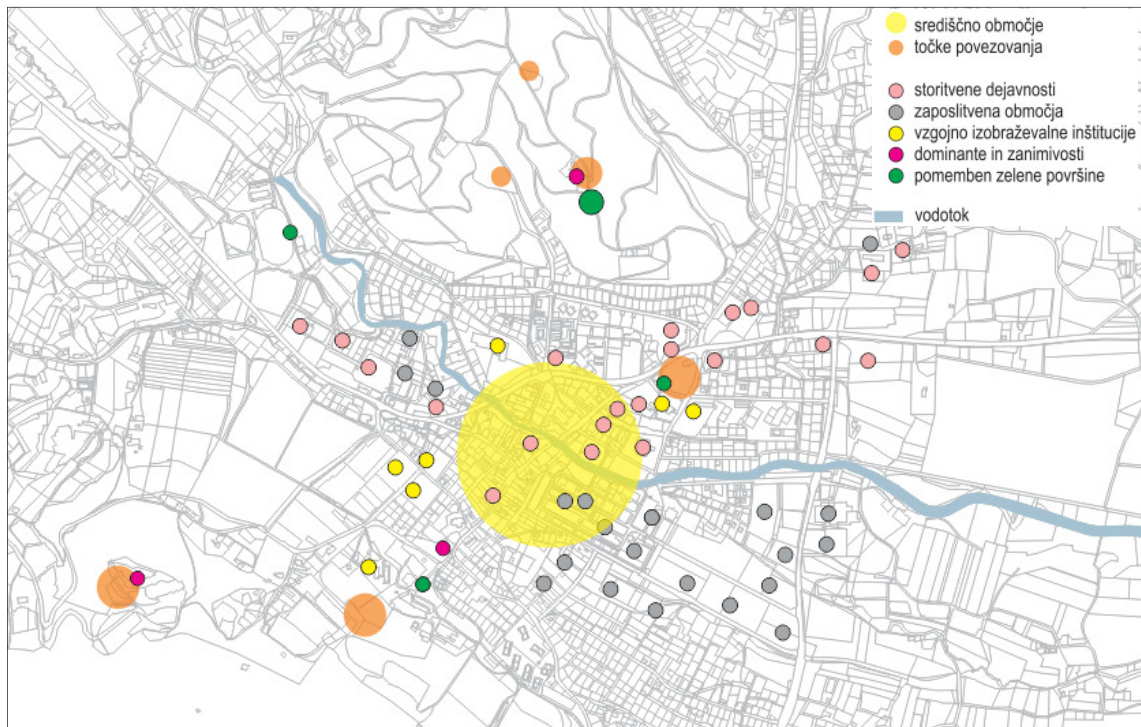 središčno območje
točke povezovanja
storitvene dejavnosti
zaposlitvena območja
vzgojno izobraževalne inštitucije
dominante in zanimivosti
pomemben zelene površine
vodotok